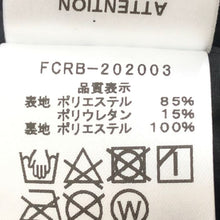 ATTENTION
FCRB-202003
品質表示
表地 ポリエステル 85%
ポリウレタン 15%
裏地 ポリエステル 100%